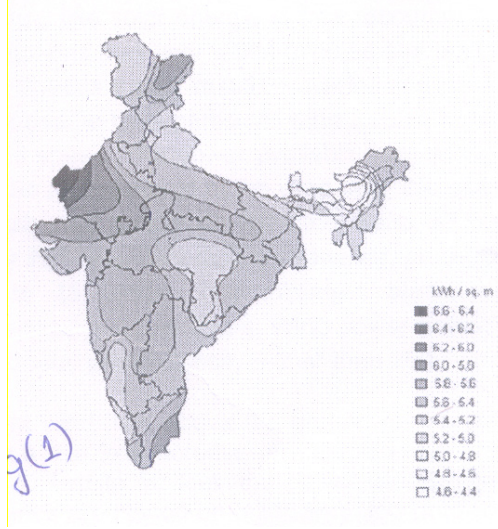 kWh / sq. m
6.6 - 6.4
6.4 - 6.2
6.2 - 6.0
6.0 - 5.8
5.8 - 5.6
5.6 - 5.4
5.4 - 5.2
5.2 - 5.0
5.0 - 4.8
4.8 - 4.6
4.6 - 4.4
g(1)